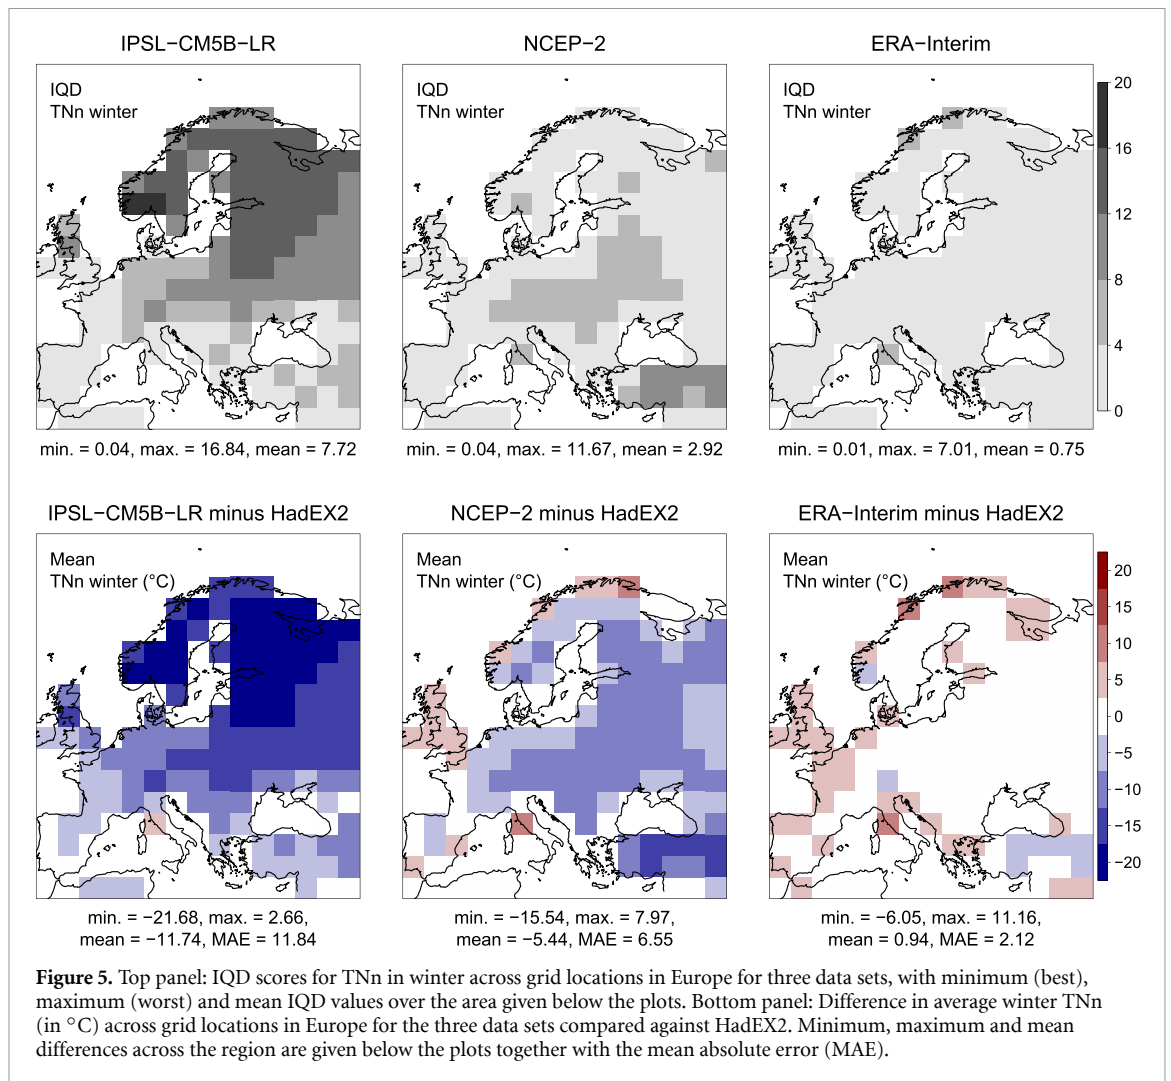 IPSL−CM5B−LR
NCEP−2
ERA−Interim
IQD
TNn winter
IQD
TNn winter
IQD
TNn winter
20
16
12
8
4
0
min. = 0.04, max. = 16.84, mean = 7.72
min. = 0.04, max. = 11.67, mean = 2.92
min. = 0.01, max. = 7.01, mean = 0.75
IPSL−CM5B−LR minus HadEX2
NCEP−2 minus HadEX2
ERA−Interim minus HadEX2
Mean
TNn winter (°C)
Mean
TNn winter (°C)
Mean
TNn winter (°C)
20
15
10
5
0
−5
−10
−15
−20
min. = −21.68, max. = 2.66,
mean = −11.74, MAE = 11.84
min. = −15.54, max. = 7.97,
mean = −5.44, MAE = 6.55
min. = −6.05, max. = 11.16,
mean = 0.94, MAE = 2.12
Figure 5. Top panel: IQD scores for TNn in winter across grid locations in Europe for three data sets, with minimum (best),
maximum (worst) and mean IQD values over the area given below the plots. Bottom panel: Difference in average winter TNn
(in °C) across grid locations in Europe for the three data sets compared against HadEX2. Minimum, maximum and mean
differences across the region are given below the plots together with the mean absolute error (MAE).